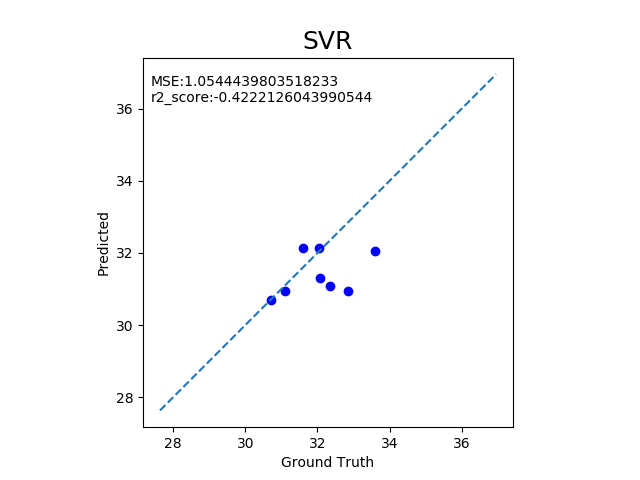 SVR
MSE:1.0544439803518233
r2_score:-0.4222126043990544
36
34
32
30
28
Predicted
28 30 32 34 36
Ground Truth